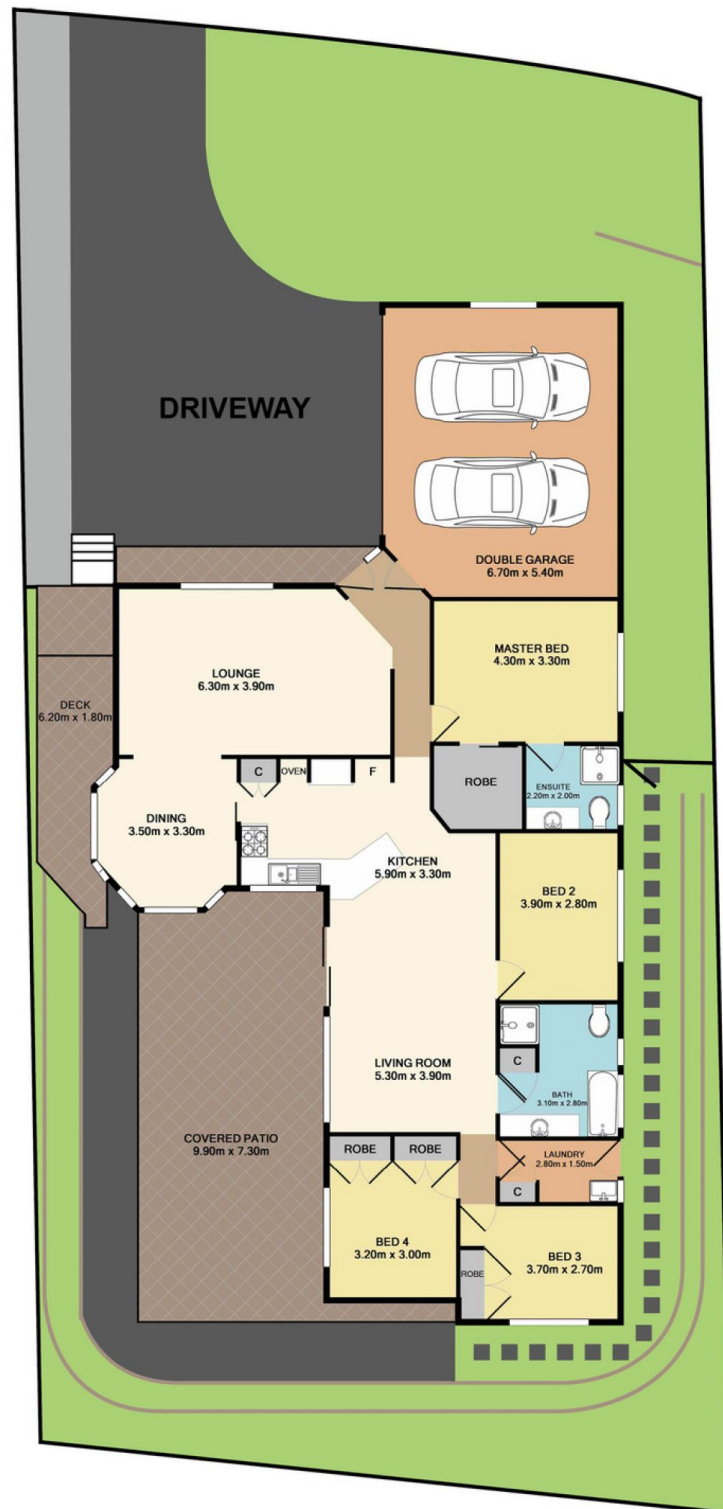 DRIVEWAY
DOUBLE GARAGE
6.70m x 5.40m
MASTER BED
4.30m x 3.30m
LOUNGE
6.30m x 3.90m
DECK
6.20m x 1.80m
C
OVEN
F
ROBE
ENSUITE
2.20m x 2.00m
DINING
3.50m x 3.30m
KITCHEN
5.90m x 3.30m
BED 2
3.90m x 2.80m
LIVING ROOM
5.30m x 3.90m
C
BATH
3.10m x 2.80m
COVERED PATIO
9.90m x 7.30m
ROBE
ROBE
LAUNDRY
2.80m x 1.50m
C
BED 4
3.20m x 3.00m
BED 3
3.70m x 2.70m
ROBE